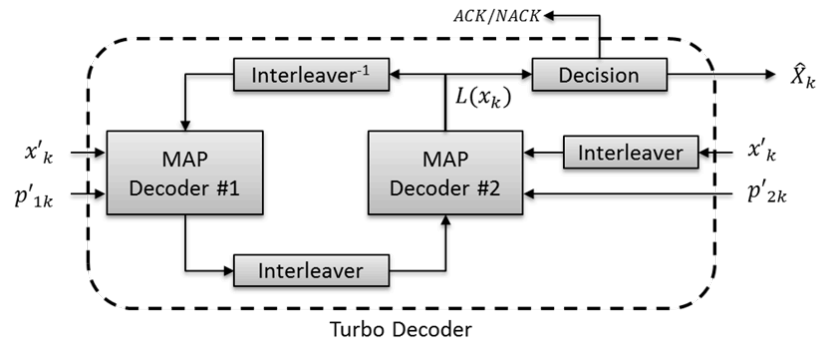 ACK/NACK
Interleaver⁻¹
Decision
X̂ₖ
L(xₖ)
x'ₖ
MAP
Decoder #1
MAP
Decoder #2
Interleaver
x'ₖ
p'₁ₖ
p'₂ₖ
Interleaver
Turbo Decoder